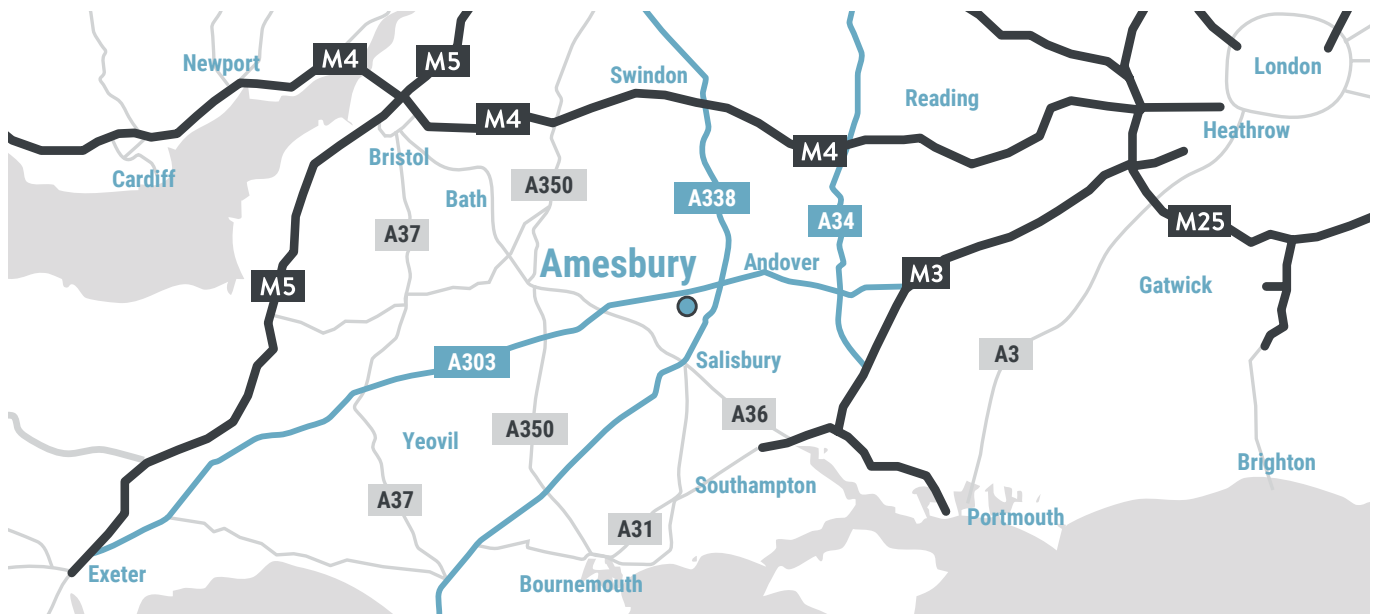 M4
M5
Newport
London
Swindon
Reading
M4
Heathrow
M4
Bristol
Cardiff
A350
Bath
A338
A34
M25
A37
Amesbury
Andover
M3
M5
Gatwick
A303
Salisbury
A3
A36
A350
Yeovil
Brighton
Southampton
A37
Portmouth
A31
Exeter
Bournemouth